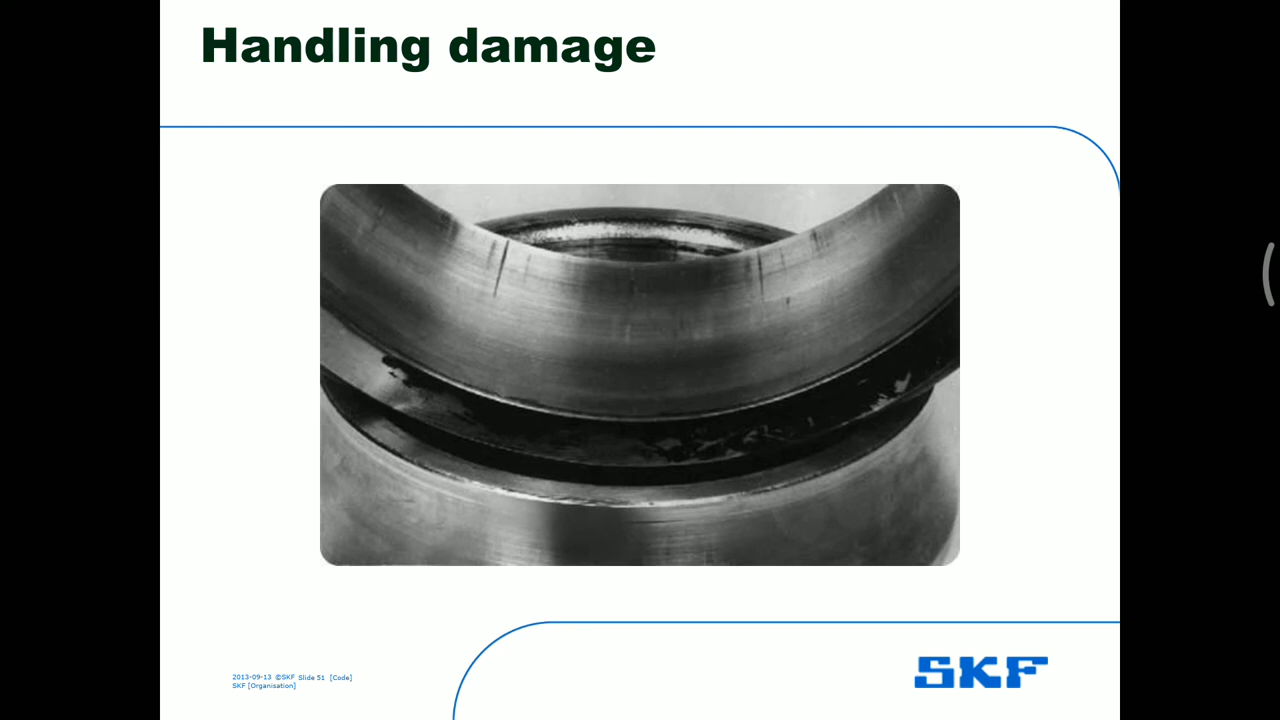 Handling damage
2013-09-13 ©SKF Slide 51 [Code]
SKF [Organisation]
SKF